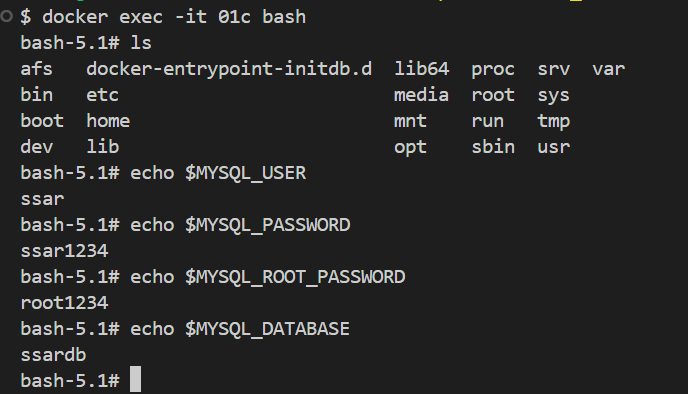 $ docker exec -it 01c bash
bash-5.1# ls
afs   docker-entrypoint-initdb.d  lib64  proc  srv  var
bin   etc                         media  root  sys
boot  home                        mnt    run   tmp
dev   lib                         opt    sbin  usr
bash-5.1# echo $MYSQL_USER
ssar
bash-5.1# echo $MYSQL_PASSWORD
ssar1234
bash-5.1# echo $MYSQL_ROOT_PASSWORD
root1234
bash-5.1# echo $MYSQL_DATABASE
ssardb
bash-5.1#